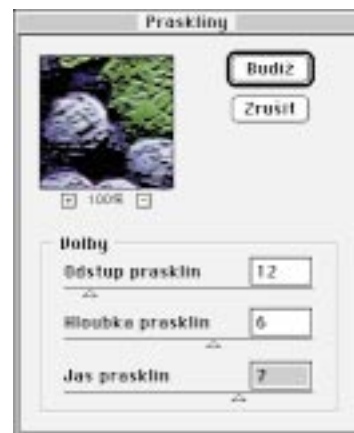 Praskliny
Budiž
Zrušit
+ 100% -
Volby
Odstup prasklin 12
Hloubka prasklin 6
Jas prasklin 7